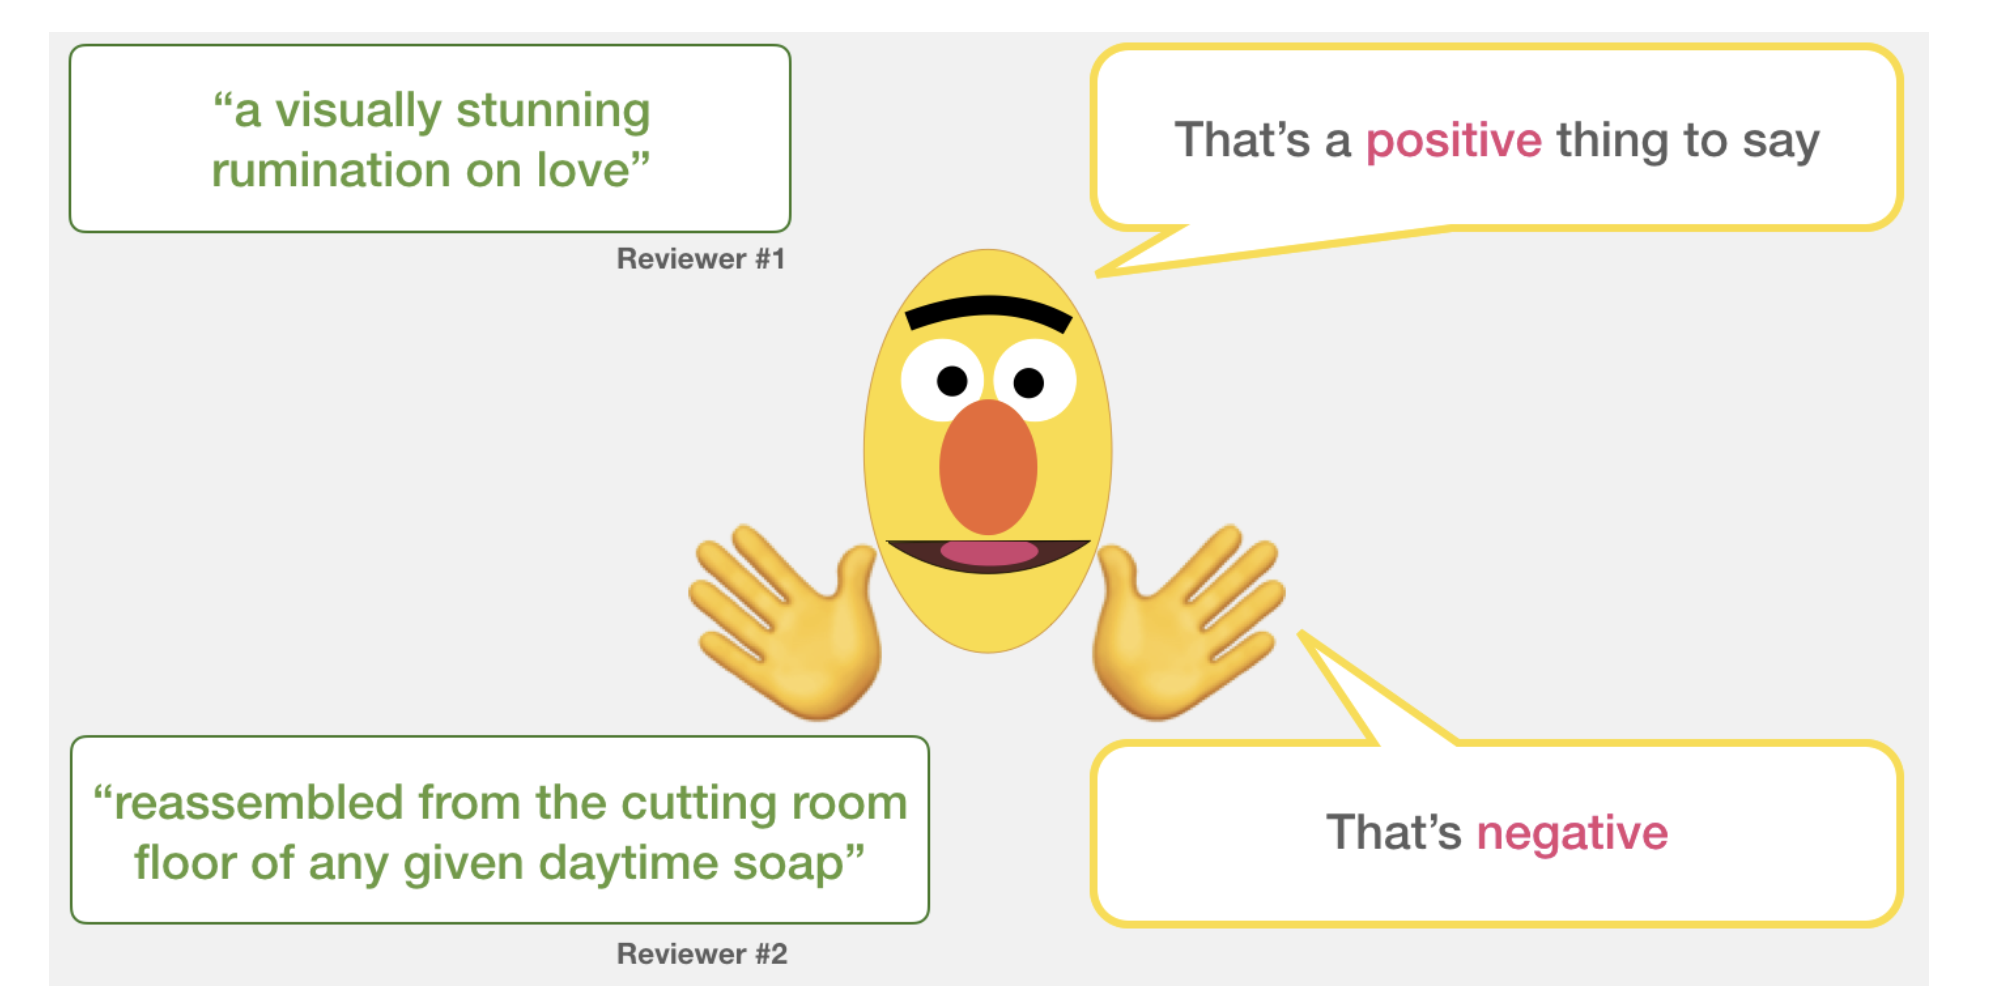 “a visually stunning
rumination on love”
Reviewer #1
That’s a positive thing to say
“reassembled from the cutting room
floor of any given daytime soap”
Reviewer #2
That’s negative